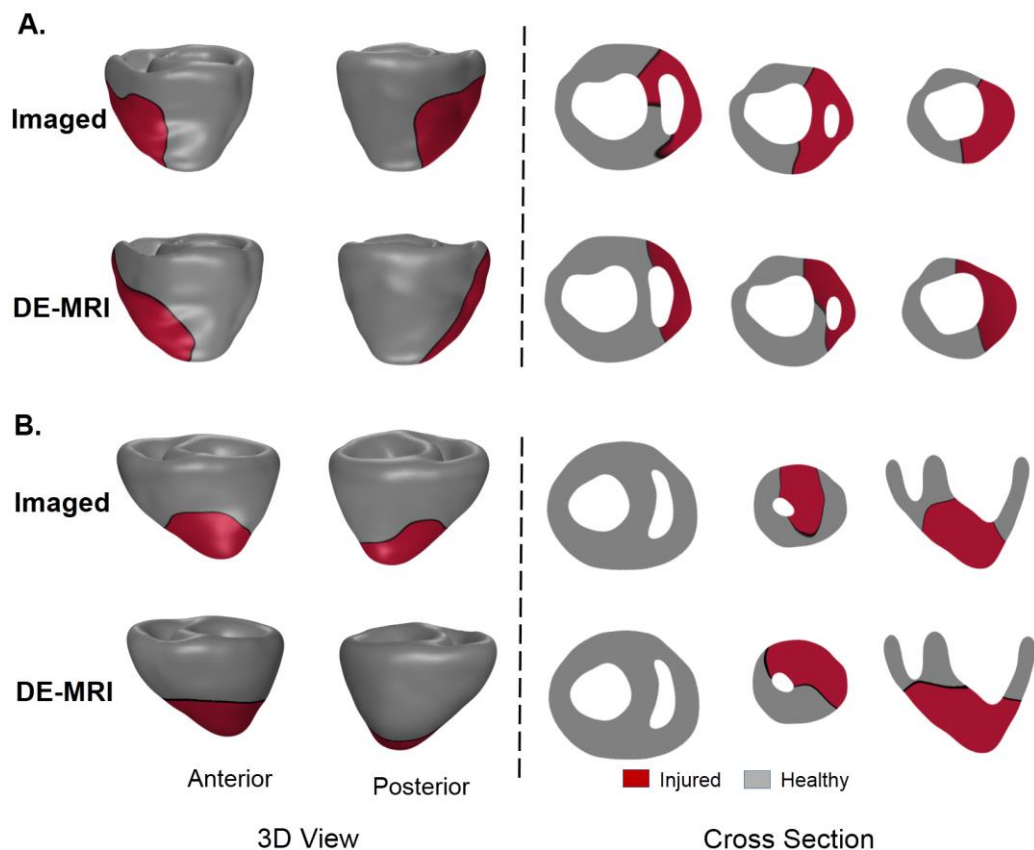 A.
Imaged
DE-MRI
B.
Imaged
DE-MRI
Anterior
Posterior
Injured
Healthy
3D View
Cross Section